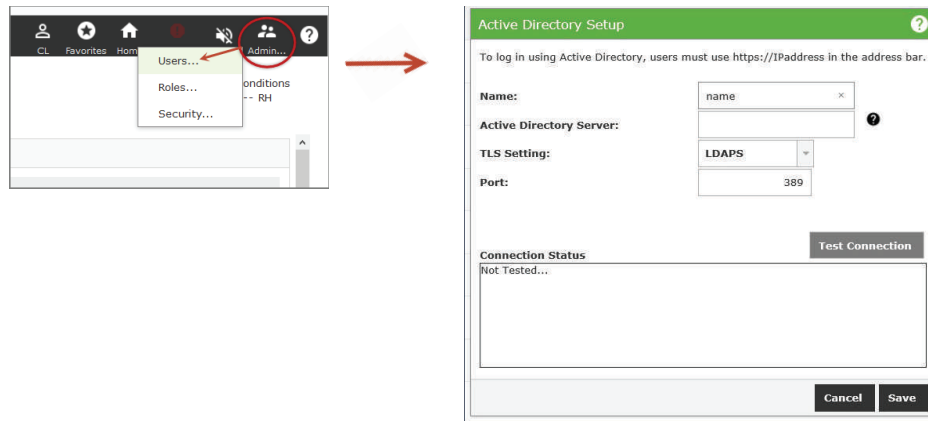 CL Favorites Hom Admin...
Users...
Roles...
Security...
onditions
-- RH
Active Directory Setup
?
To log in using Active Directory, users must use https://IPaddress in the address bar.
Name: name ×
Active Directory Server: ?
TLS Setting: LDAPS
Port: 389
Test Connection
Connection Status
Not Tested...
Cancel Save